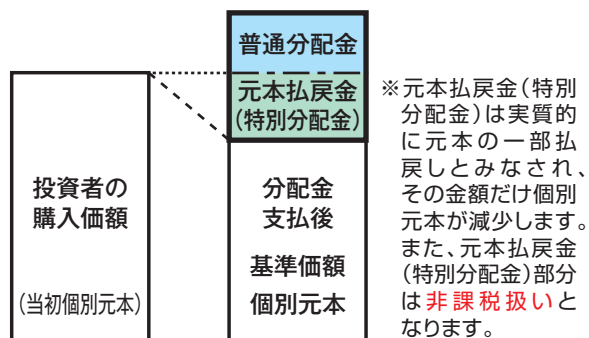 普通分配金
元本払戻金
(特別分配金)
投資者の
購入価額
(当初個別元本)
分配金
支払後
基準価額
個別元本
※元本払戻金(特別
分配金)は実質的
に元本の一部払
戻しとみなされ、
その金額だけ個別
元本が減少します。
また、元本払戻金
(特別分配金)部分
は非課税扱いと
なります。